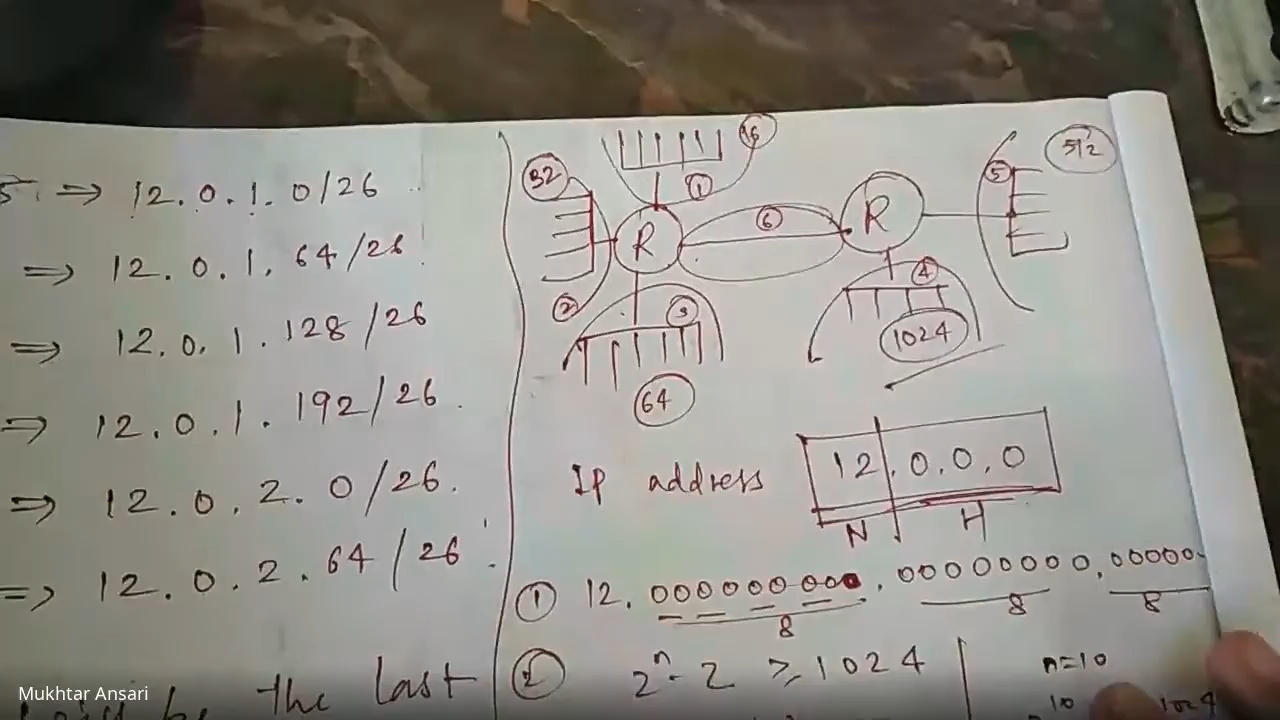 ⇒ 12.0.1.0/26
⇒ 12.0.1.64/26
⇒ 12.0.1.128/26
⇒ 12.0.1.192/26
⇒ 12.0.2.0/26.
⇒ 12.0.2.64/26.
the last
16
32
1
R
6
R
5
512
2
3
4
64
1024
IP address 12.0.0.0
N H
① 12.00000000.00000000.00000
8 8 8
② 2ⁿ-2 ≥ 1024
n=10
10 1024
Mukhtar Ansari